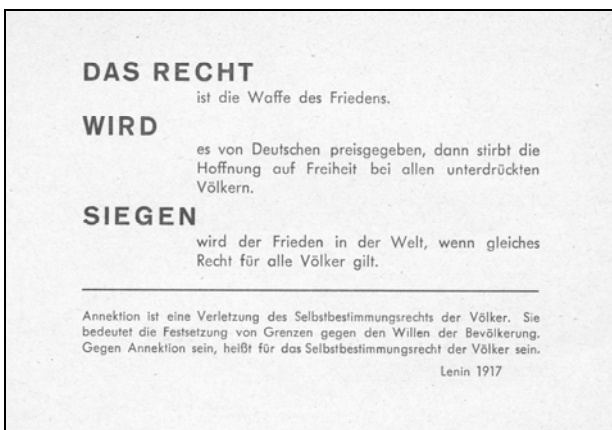 DAS RECHT
ist die Waffe des Friedens.
WIRD
es von Deutschen preisgegeben, dann stirbt die
Hoffnung auf Freiheit bei allen unterdrückten
Völkern.
SIEGEN
wird der Frieden in der Welt, wenn gleiches
Recht für alle Völker gilt.
Annektion ist eine Verletzung des Selbstbestimmungsrechts der Völker. Sie
bedeutet die Festsetzung von Grenzen gegen den Willen der Bevölkerung.
Gegen Annektion sein, heißt für das Selbstbestimmungsrecht der Völker sein.
Lenin 1917